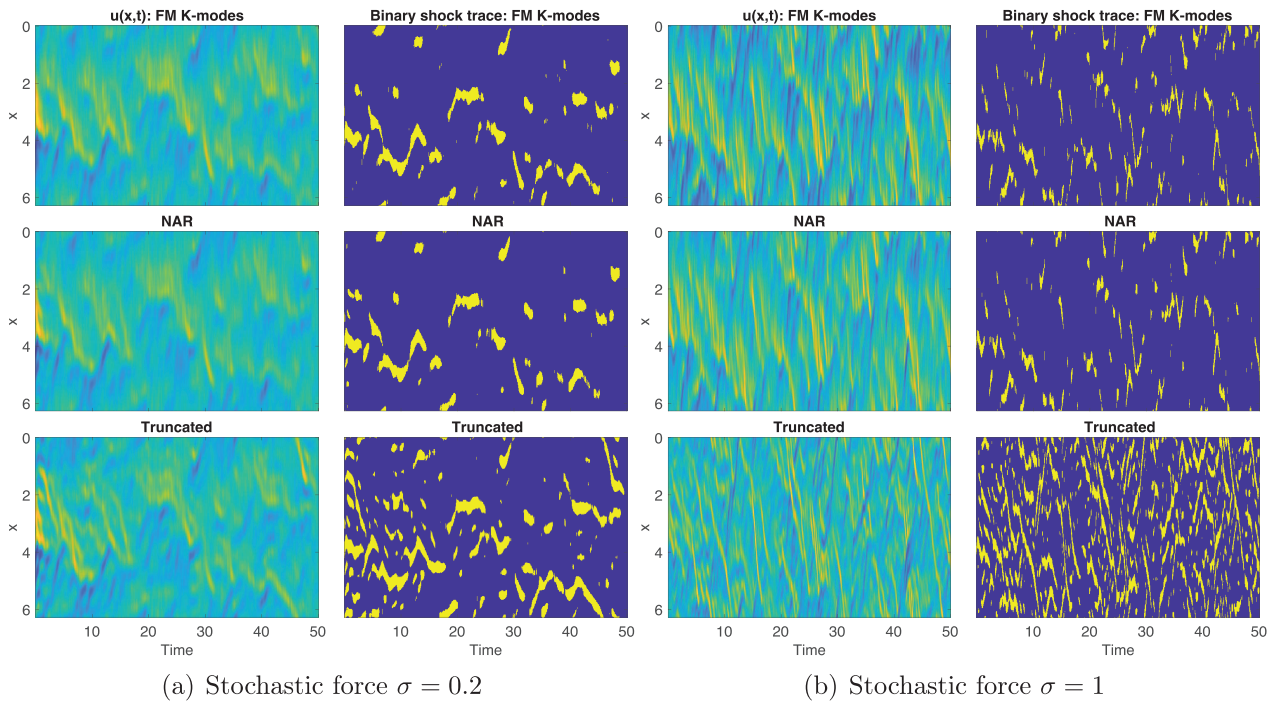 u(x,t): FM K-modes
Binary shock trace: FM K-modes
u(x,t): FM K-modes
Binary shock trace: FM K-modes
0
2
4
6
x
0
2
4
6
x
NAR
NAR
NAR
NAR
0
2
4
6
x
0
2
4
6
x
Truncated
Truncated
Truncated
Truncated
0
2
4
6
x
0
2
4
6
x
10 20 30 40 50
10 20 30 40 50
10 20 30 40 50
10 20 30 40 50
Time
Time
Time
Time
(a) Stochastic force σ = 0.2
(b) Stochastic force σ = 1